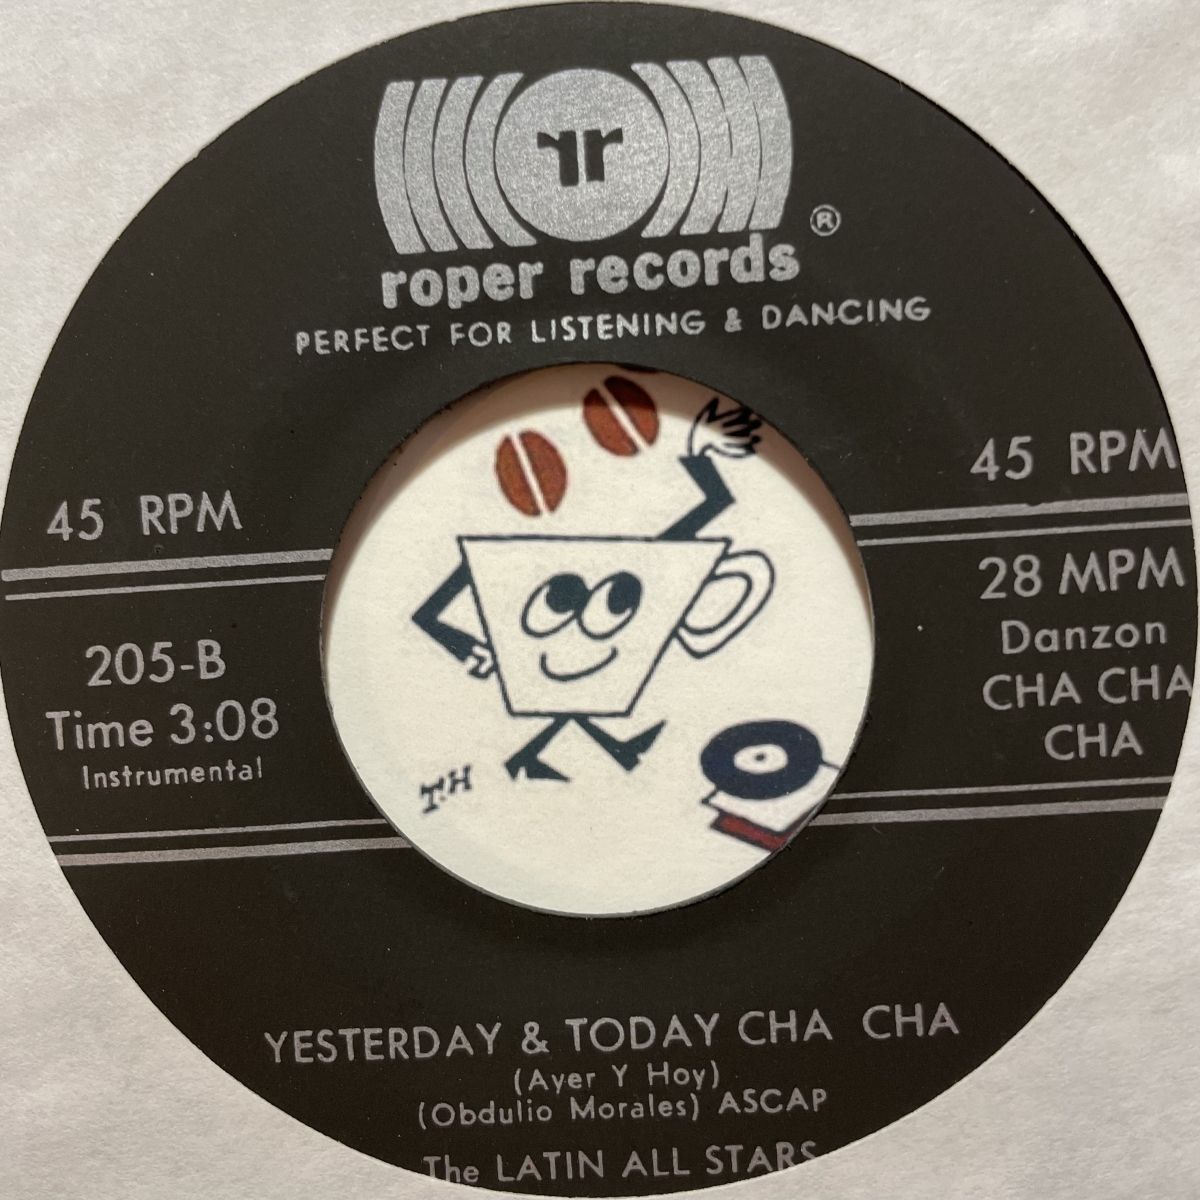 rr
roper records ®
PERFECT FOR LISTENING & DANCING
45 RPM
205-B
Time 3:08
Instrumental
45 RPM
28 MPM
Danzon
CHA CHA
CHA
T.H
YESTERDAY & TODAY CHA CHA
(Ayer Y Hoy)
(Obdulio Morales) ASCAP
The LATIN ALL STARS